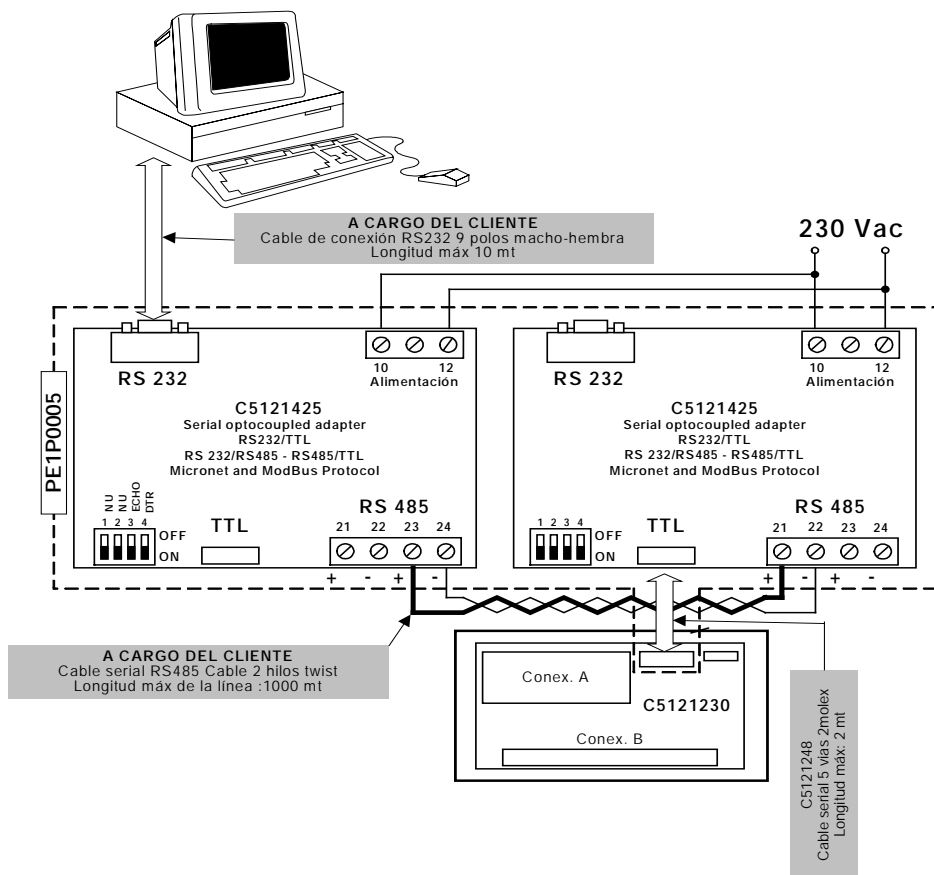 A CARGO DEL CLIENTE
Cable de conexión RS232 9 polos macho-hembra
Longitud máx 10 mt
230 Vac
PE1P0005
RS 232
10 12
Alimentación
C5121425
Serial optocoupled adapter
RS232/TTL
RS 232/RS485 - RS485/TTL
Micronet and ModBus Protocol
NU
NU
ECHO
DTR
1 2 3 4
OFF
ON
TTL
RS 485
21 22 23 24
+ - + -
RS 232
10 12
Alimentación
C5121425
Serial optocoupled adapter
RS232/TTL
RS 232/RS485 - RS485/TTL
Micronet and ModBus Protocol
1 2 3 4
OFF
ON
TTL
RS 485
21 22 23 24
+ - + -
A CARGO DEL CLIENTE
Cable serial RS485 Cable 2 hilos twist
Longitud máx de la línea :1000 mt
Conex. A
C5121230
Conex. B
C5121248
Cable serial 5 vias 2molex
Longitud máx: 2 mt